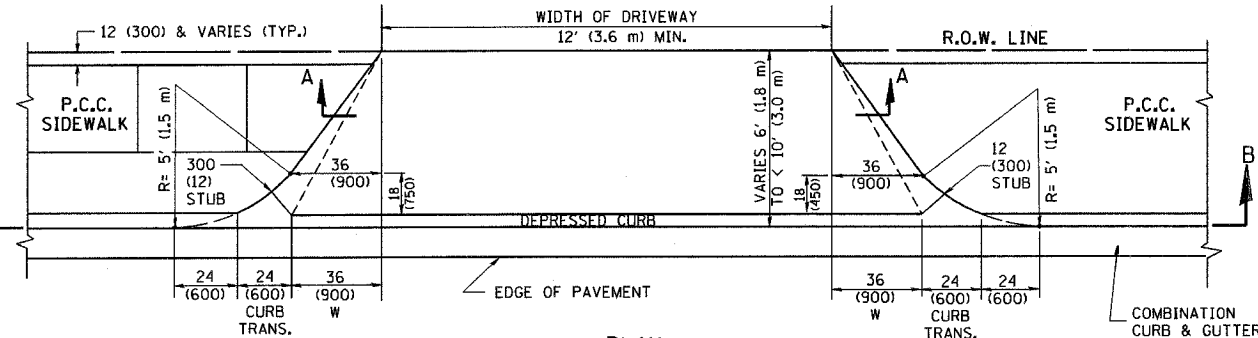 12 (300) & VARIES (TYP.)
WIDTH OF DRIVEWAY
12' (3.6 m) MIN.
R.O.W. LINE
A
A
P.C.C.
SIDEWALK
R= 5' (1.5 m)
300
(12)
STUB
36
(900)
18
(750)
VARIES 6' (1.8 m)
TO < 10' (3.0 m)
36
(900)
18
(450)
12
(300)
STUB
R= 5' (1.5 m)
P.C.C.
SIDEWALK
B
DEPRESSED CURB
24
(600)
24
(600)
CURB
TRANS.
36
(900)
W
EDGE OF PAVEMENT
36
(900)
W
24
(600)
CURB
TRANS.
24
(600)
COMBINATION
CURB & GUTTER